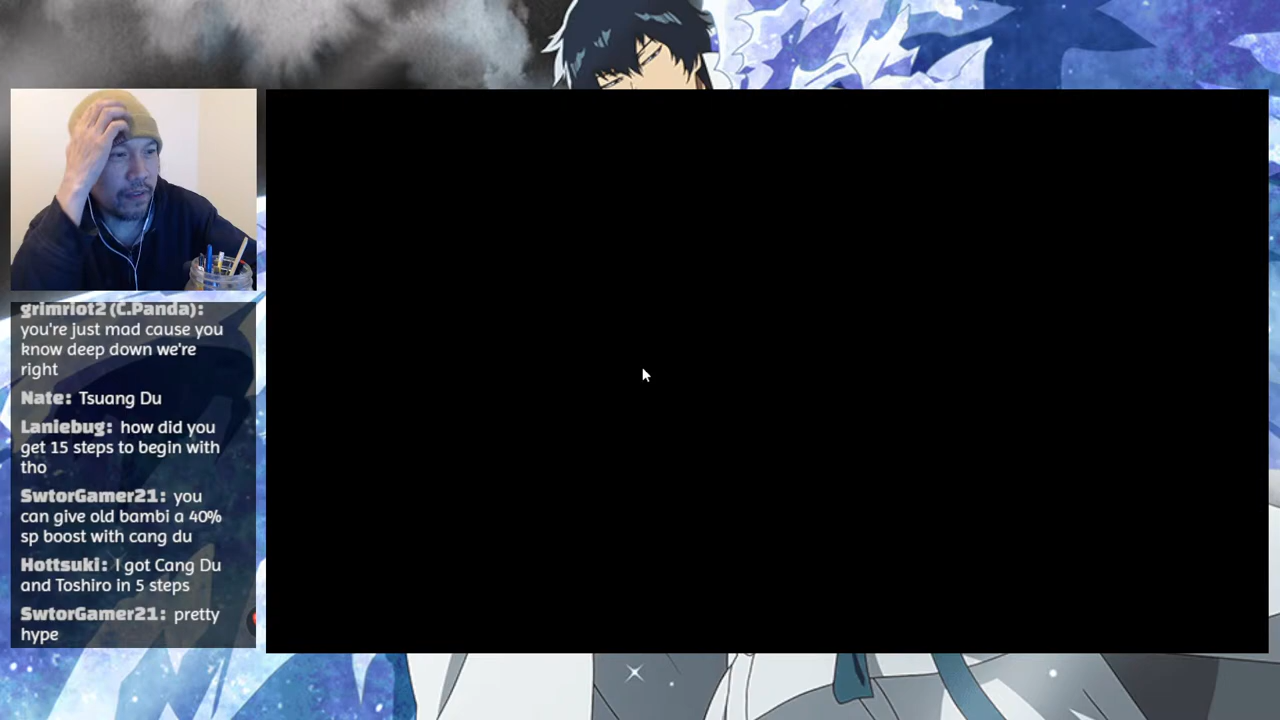 grimriot2 (C.Panda):
you're just mad cause you
know deep down we're
right
Nate: Tsuang Du
Laniebug: how did you
get 15 steps to begin with
tho
SwtorGamer21: you
can give old bambi a 40%
sp boost with cang du
Hottsuki: I got Cang Du
and Toshiro in 5 steps
SwtorGamer21: pretty
hype